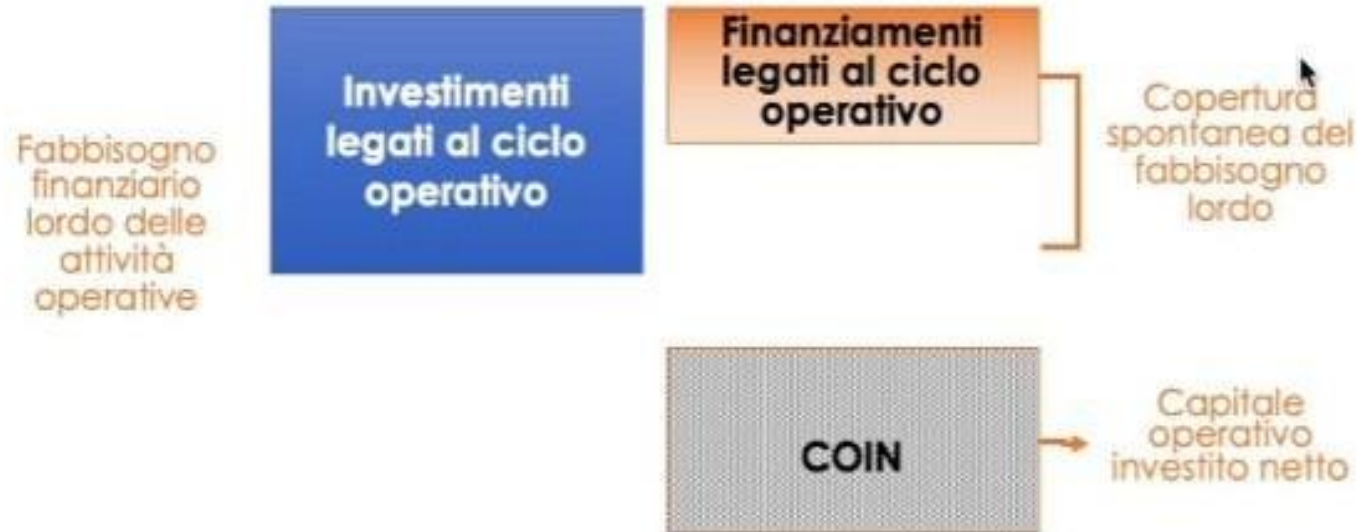 Fabbisogno
finanziario
lordo delle
attività
operative
Investimenti
legati al ciclo
operativo
Finanziamenti
legati al ciclo
operativo
Copertura
spontanea del
fabbisogno
lordo
COIN
Capitale
operativo
investito netto